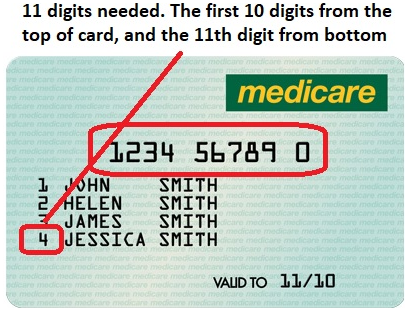 11 digits needed. The first 10 digits from the
top of card, and the 11th digit from bottom
medicare
1234 56789 0
1 JOHN SMITH
2 HELEN SMITH
3 JAMES SMITH
4 JESSICA SMITH
VALID TO 11/10